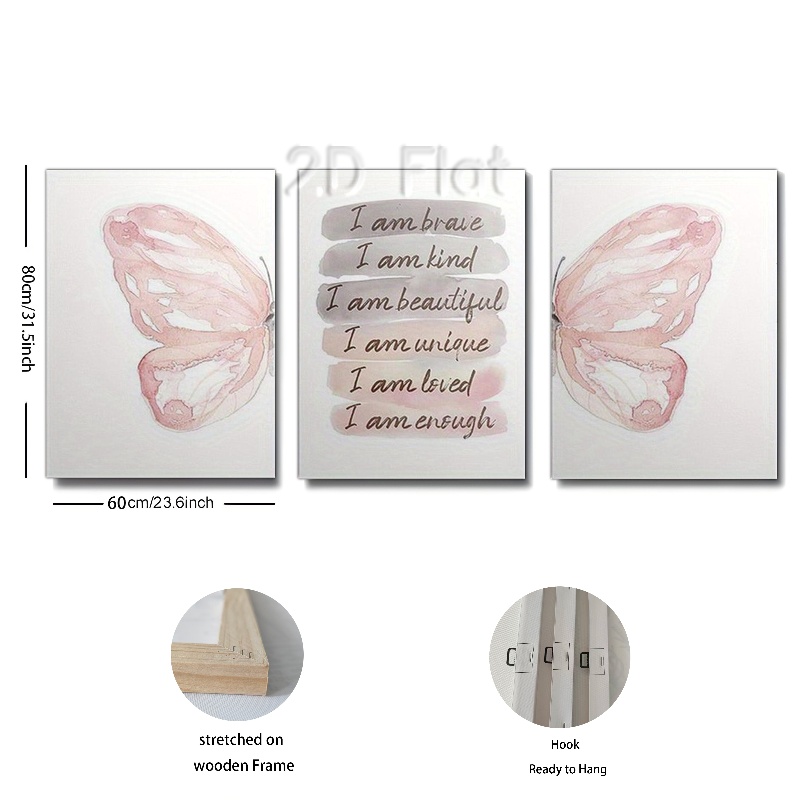 2D Flat
I am brave
I am kind
I am beautiful
I am unique
I am loved
I am enough
80cm/31.5inch
60cm/23.6inch
stretched on
wooden Frame
Hook
Ready to Hang